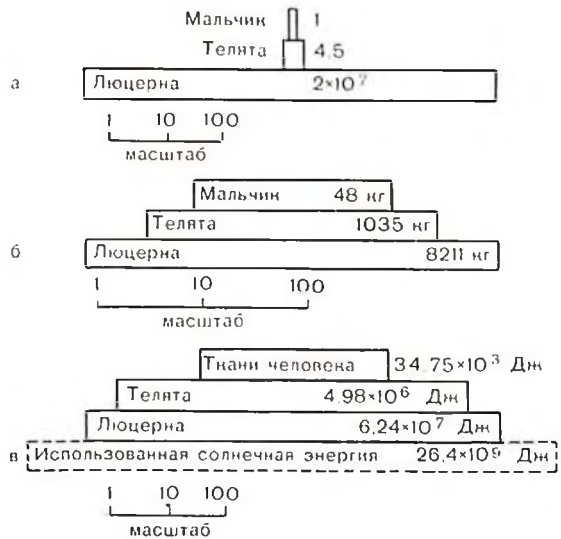 Мальчик 1
Телята 4,5
а Люцерна 2×10⁷
1 10 100
масштаб
Мальчик 48 кг
Телята 1035 кг
б Люцерна 8211 кг
1 10 100
масштаб
Ткани человека 34.75×10³ Дж
Телята 4.98×10⁶ Дж
Люцерна 6.24×10⁷ Дж
в Использованная солнечная энергия 26.4×10⁹ Дж
1 10 100
масштаб